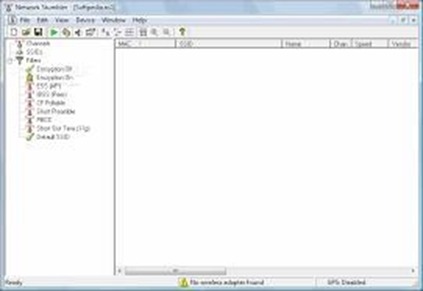 Network Stumbler - [Softpedia.ns1]
File Edit View Device Window Help
Channels
SSIDs
Filters
Encryption Off
Encryption On
ESS (AP)
IBSS (Peer)
CF Pollable
Short Preamble
PBCC
Short Slot Time (11g)
Default SSID
MAC SSID Name Chan Speed Vendor
Ready No wireless adapter found GPS: Disabled